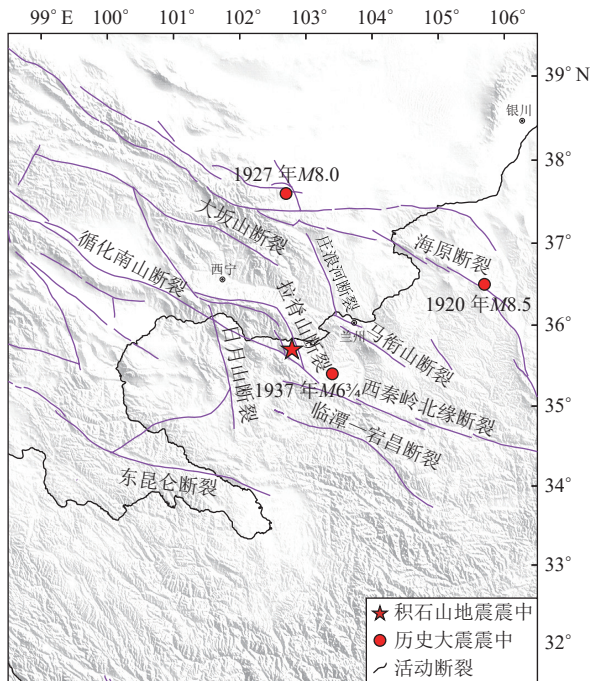 99° E 100° 101° 102° 103° 104° 105° 106°
39° N
银川
38°
1927 年M8.0
大坂山断裂
循化南山断裂
庄浪河断裂
37°
海原断裂
西宁
拉脊山断裂
1920 年M8.5
36°
日月山断裂
兰州
马衔山断裂
1937 年M6¾
西秦岭北缘断裂
35°
临潭—宕昌断裂
东昆仑断裂
34°
33°
积石山地震震中
历史大震震中
32°
活动断裂